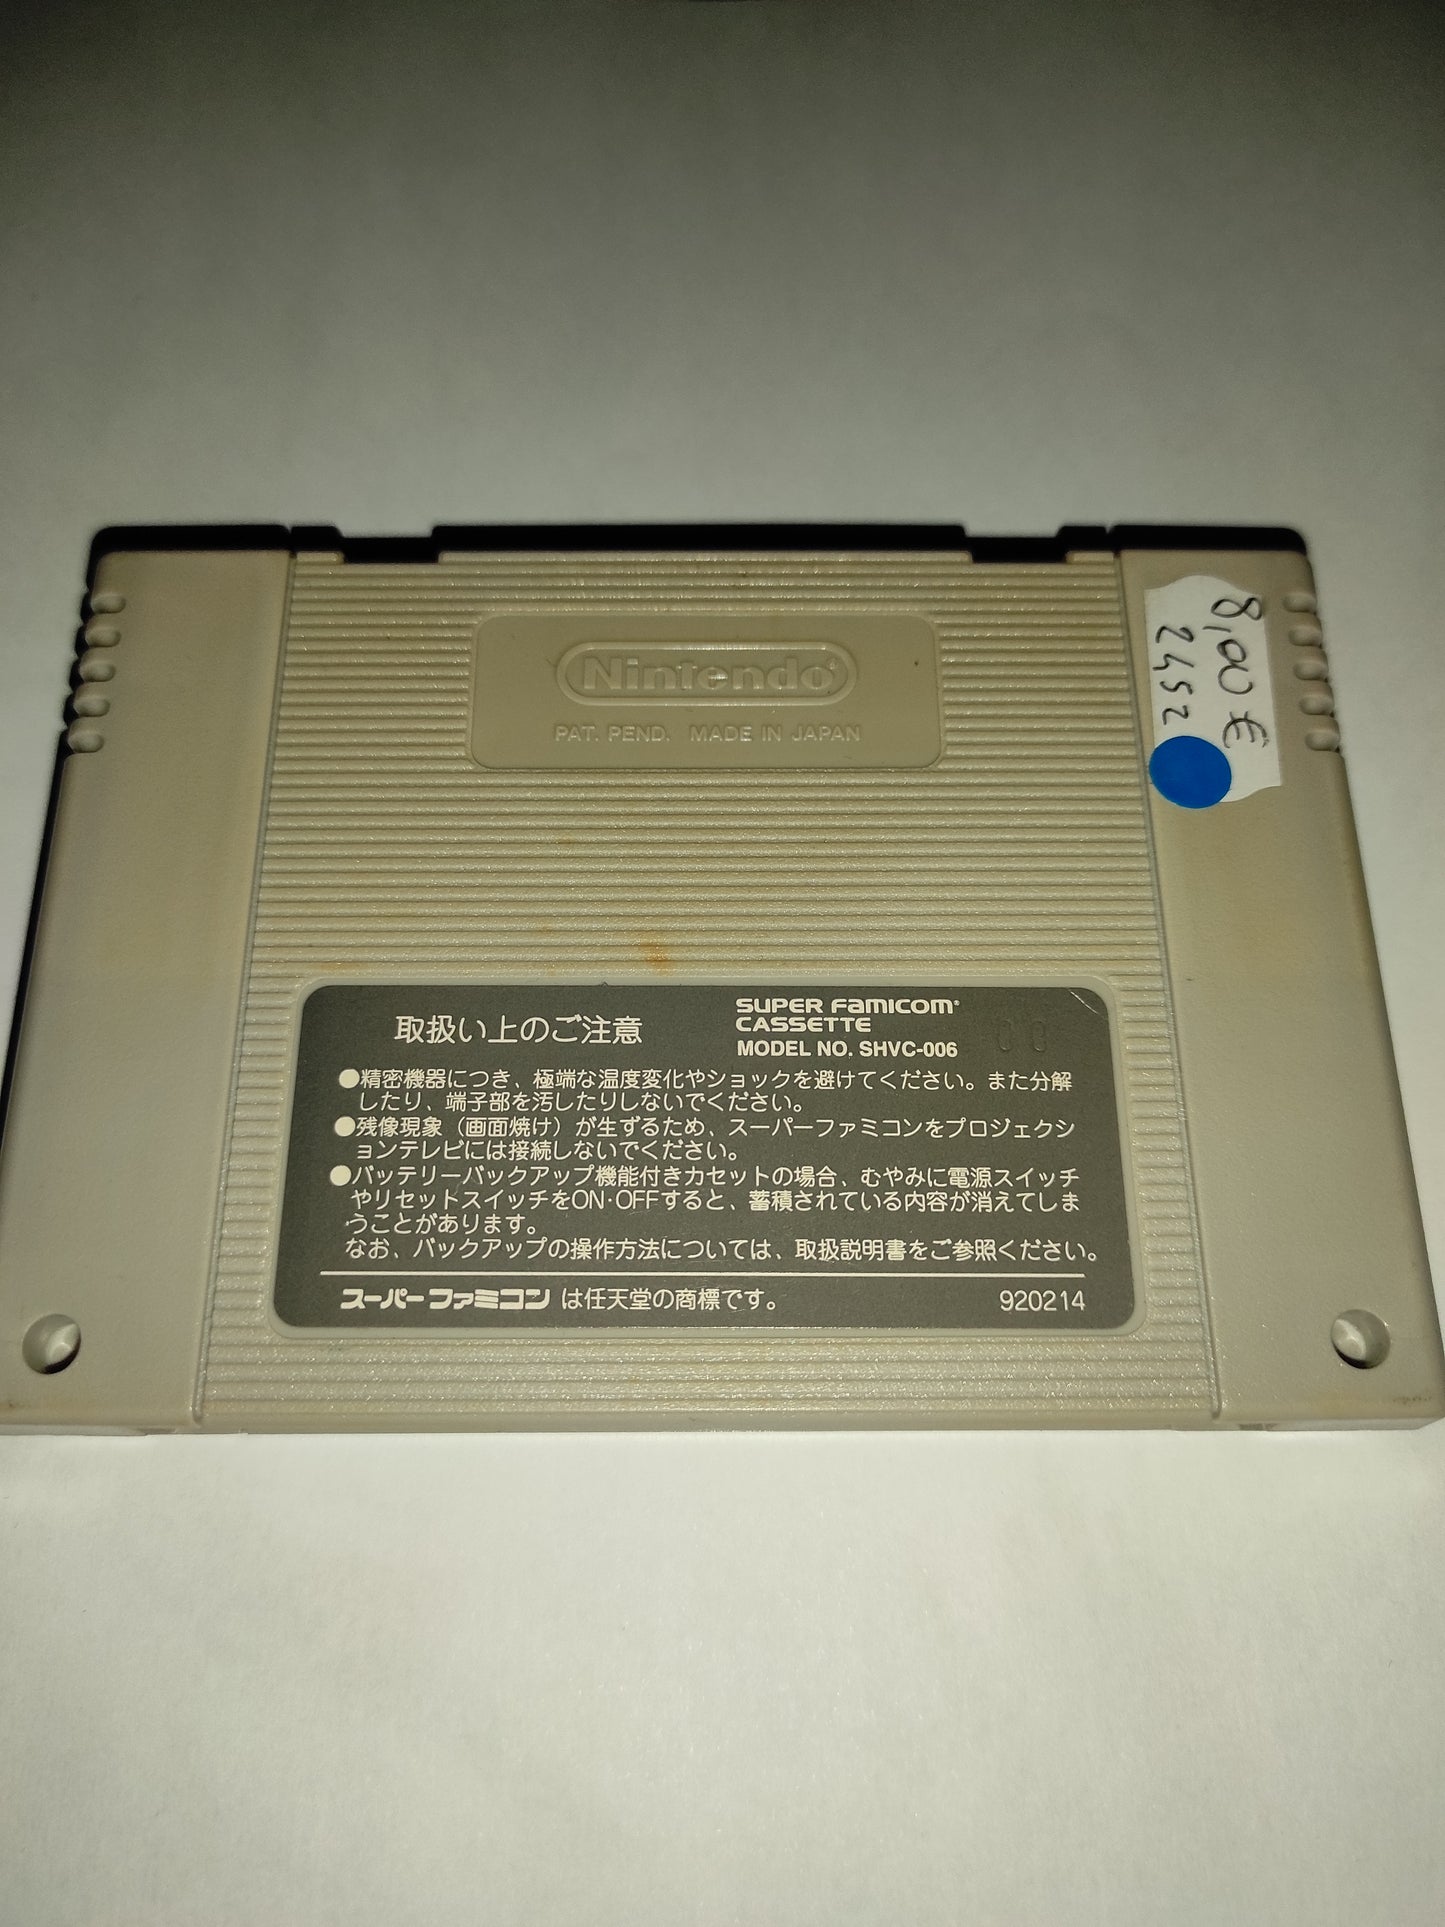 Nintendo®
PAT. PEND. MADE IN JAPAN
8,00 €
2452
取扱い上のご注意
SUPER FAMICOM®
CASSETTE
MODEL NO. SHVC-006
●精密機器につき、極端な温度変化やショックを避けてください。また分解
したり、端子部を汚したりしないでください。
●残像現象（画面焼け）が生ずるため、スーパーファミコンをプロジェクシ
ョンテレビには接続しないでください。
●バッテリーバックアップ機能付きカセットの場合、むやみに電源スイッチ
やリセットスイッチをON・OFFすると、蓄積されている内容が消えてしま
うことがあります。
なお、バックアップの操作方法については、取扱説明書をご参照ください。
スーパーファミコン は任天堂の商標です。
920214